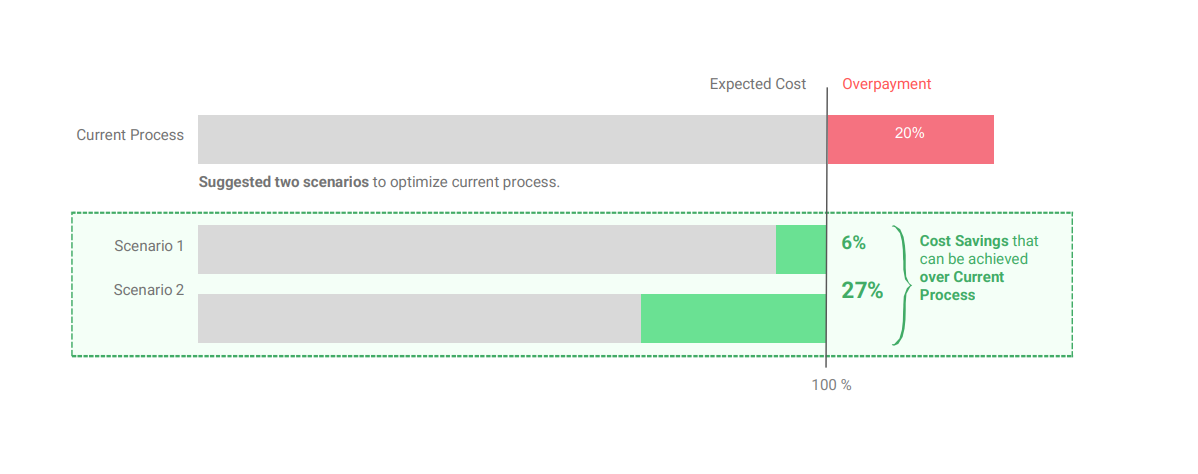 Expected Cost
Overpayment
Current Process
20%
Suggested two scenarios to optimize current process.
Scenario 1
6%
Cost Savings that
can be achieved
over Current
Process
Scenario 2
27%
100 %